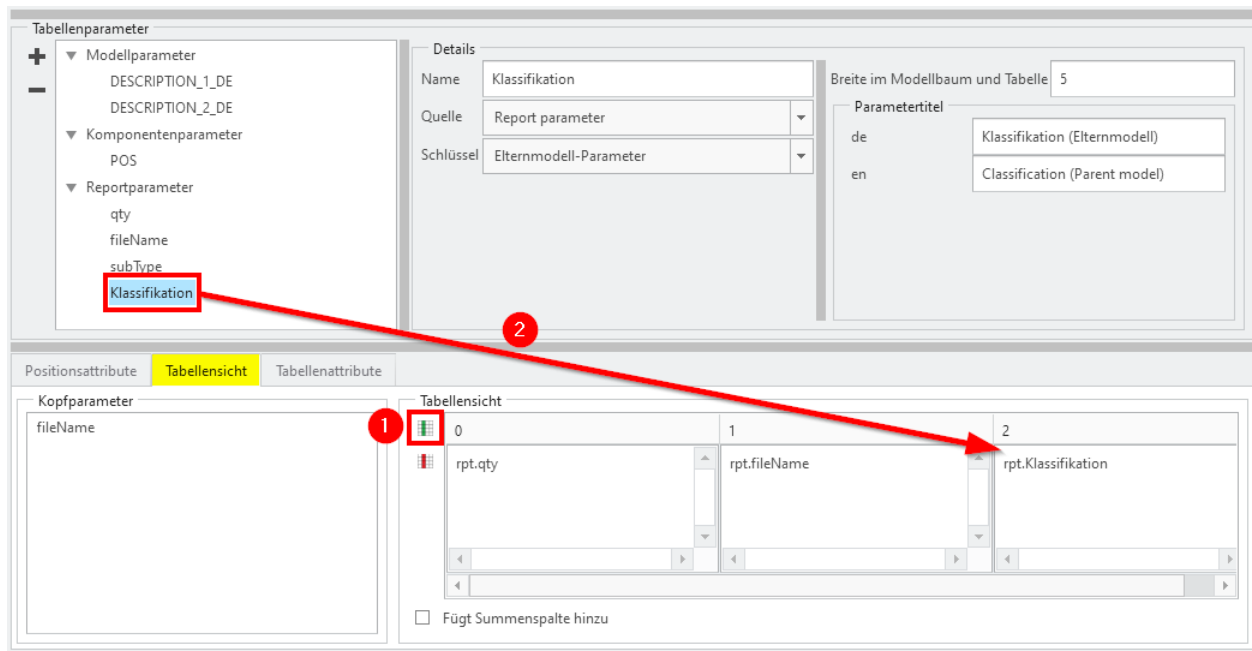 Tabellenparameter
Modellparameter
DESCRIPTION_1_DE
DESCRIPTION_2_DE
Komponentenparameter
POS
Reportparameter
qty
fileName
subType
Klassifikation
Details
Name Klassifikation
Quelle Report parameter
Schlüssel Elternmodell-Parameter
Breite im Modellbaum und Tabelle 5
Parametertitel
de Klassifikation (Elternmodell)
en Classification (Parent model)
2
Positionsattribute Tabellensicht Tabellenattribute
Kopfparameter
fileName
1
Tabellensicht
0 1 2
rpt.qty rpt.fileName rpt.Klassifikation
Fügt Summenspalte hinzu